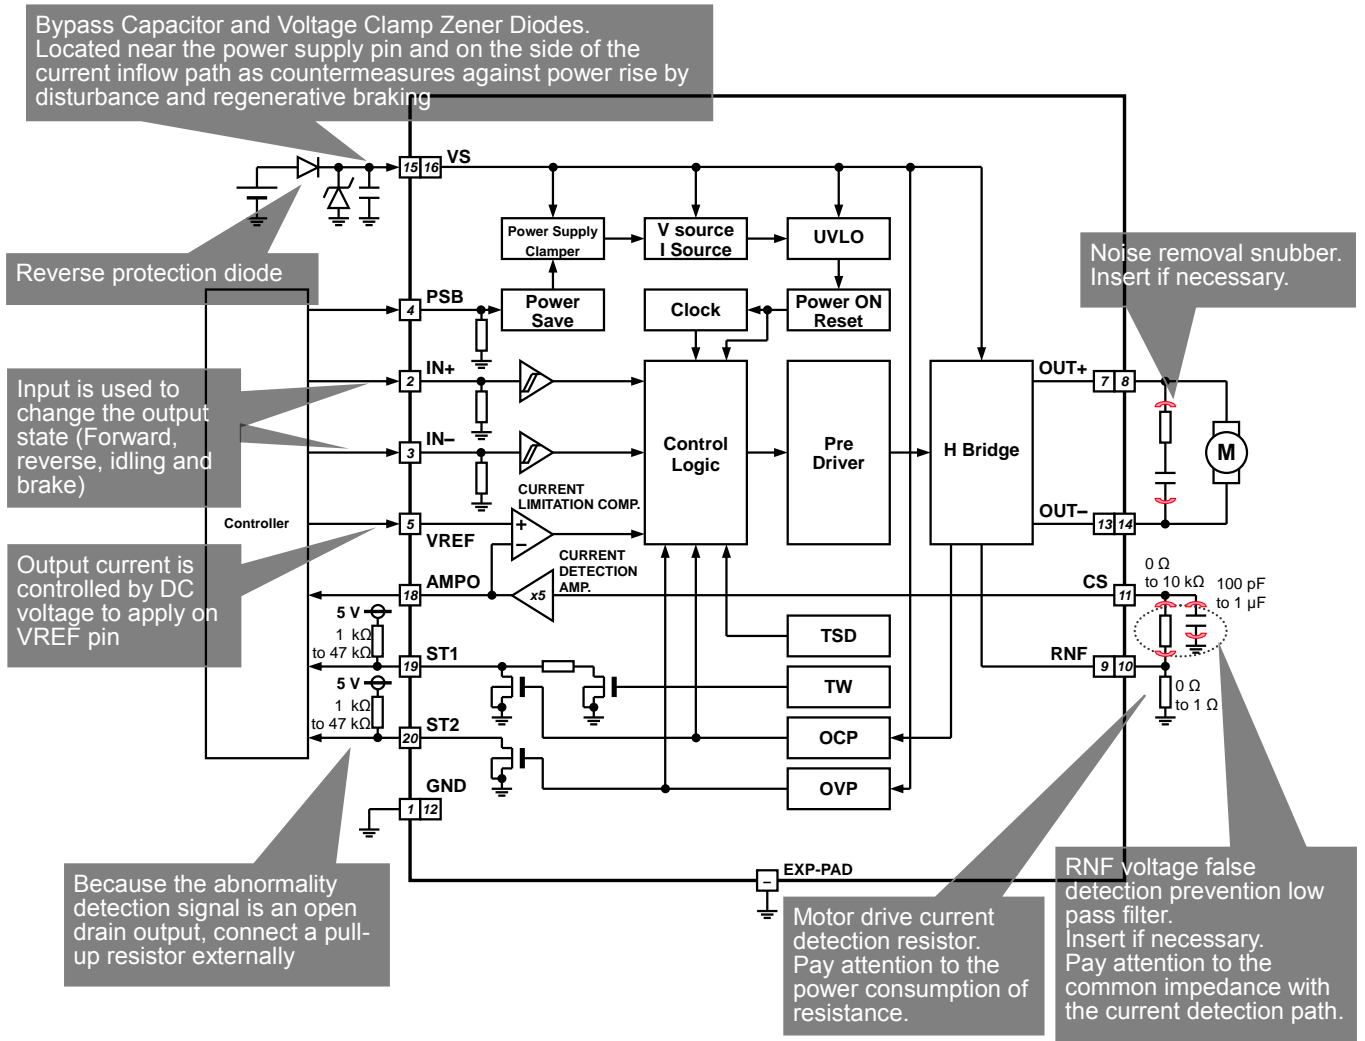 Bypass Capacitor and Voltage Clamp Zener Diodes.
Located near the power supply pin and on the side of the
current inflow path as countermeasures against power rise by
disturbance and regenerative braking
15 16
VS
Power Supply
Clamper
V source
I Source
UVLO
Reverse protection diode
Noise removal snubber.
Insert if necessary.
4
PSB
Power
Save
Clock
Power ON
Reset
Input is used to
change the output
state (Forward,
reverse, idling and
brake)
2
IN+
3
IN−
Control
Logic
Pre
Driver
H Bridge
OUT+
7 8
M
OUT−
13 14
CURRENT
LIMITATION COMP.
Controller
5
VREF
+
−
Output current is
controlled by DC
voltage to apply on
VREF pin
CURRENT
DETECTION
AMP.
x5
18
AMPO
CS
11
0 Ω
to 10 kΩ
100 pF
to 1 µF
5 V
1 kΩ
to 47 kΩ
19
ST1
TSD
RNF
9 10
5 V
1 kΩ
to 47 kΩ
TW
0 Ω
to 1 Ω
20
ST2
OCP
OVP
GND
1 12
EXP-PAD
−
Because the abnormality
detection signal is an open
drain output, connect a pull-
up resistor externally
Motor drive current
detection resistor.
Pay attention to the
power consumption of
resistance.
RNF voltage false
detection prevention low
pass filter.
Insert if necessary.
Pay attention to the
common impedance with
the current detection path.